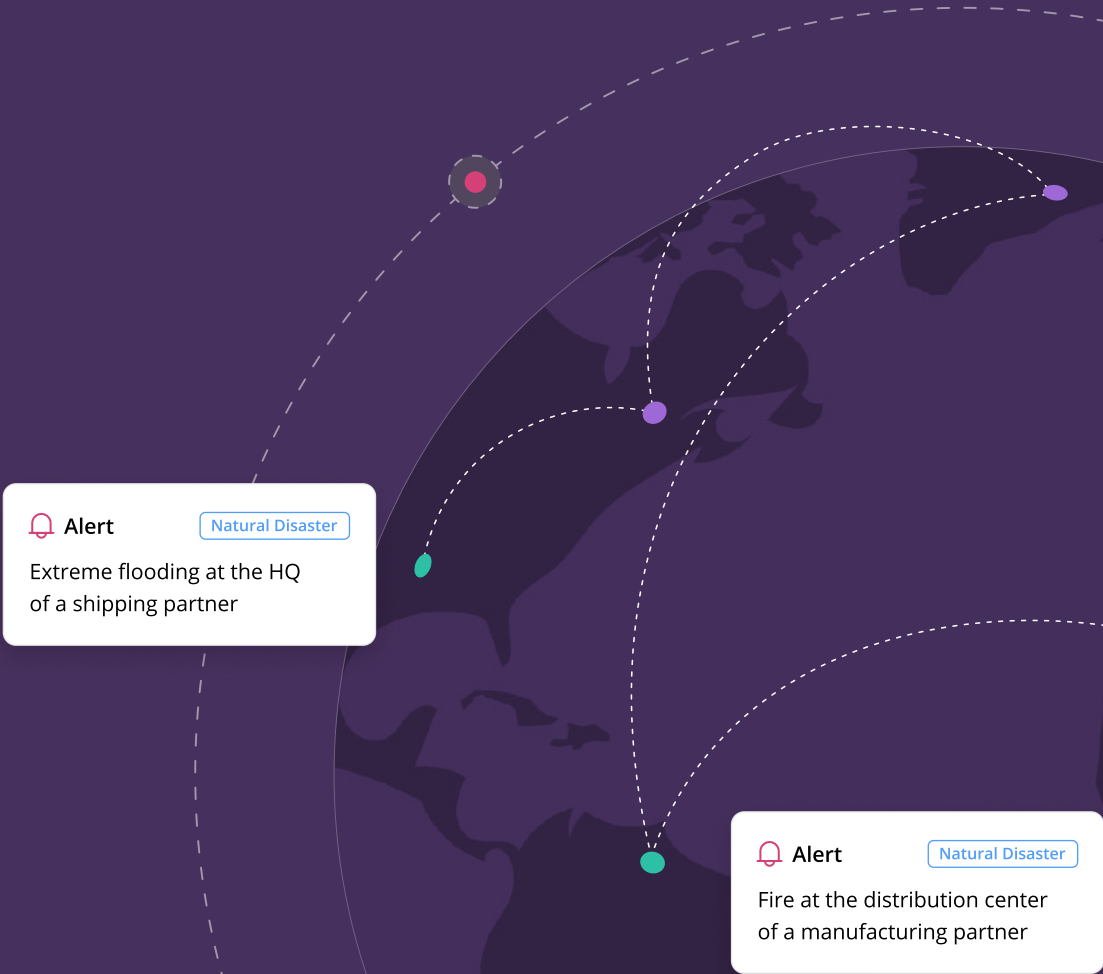 Alert
Natural Disaster
Extreme flooding at the HQ
of a shipping partner
Alert
Natural Disaster
Fire at the distribution center
of a manufacturing partner